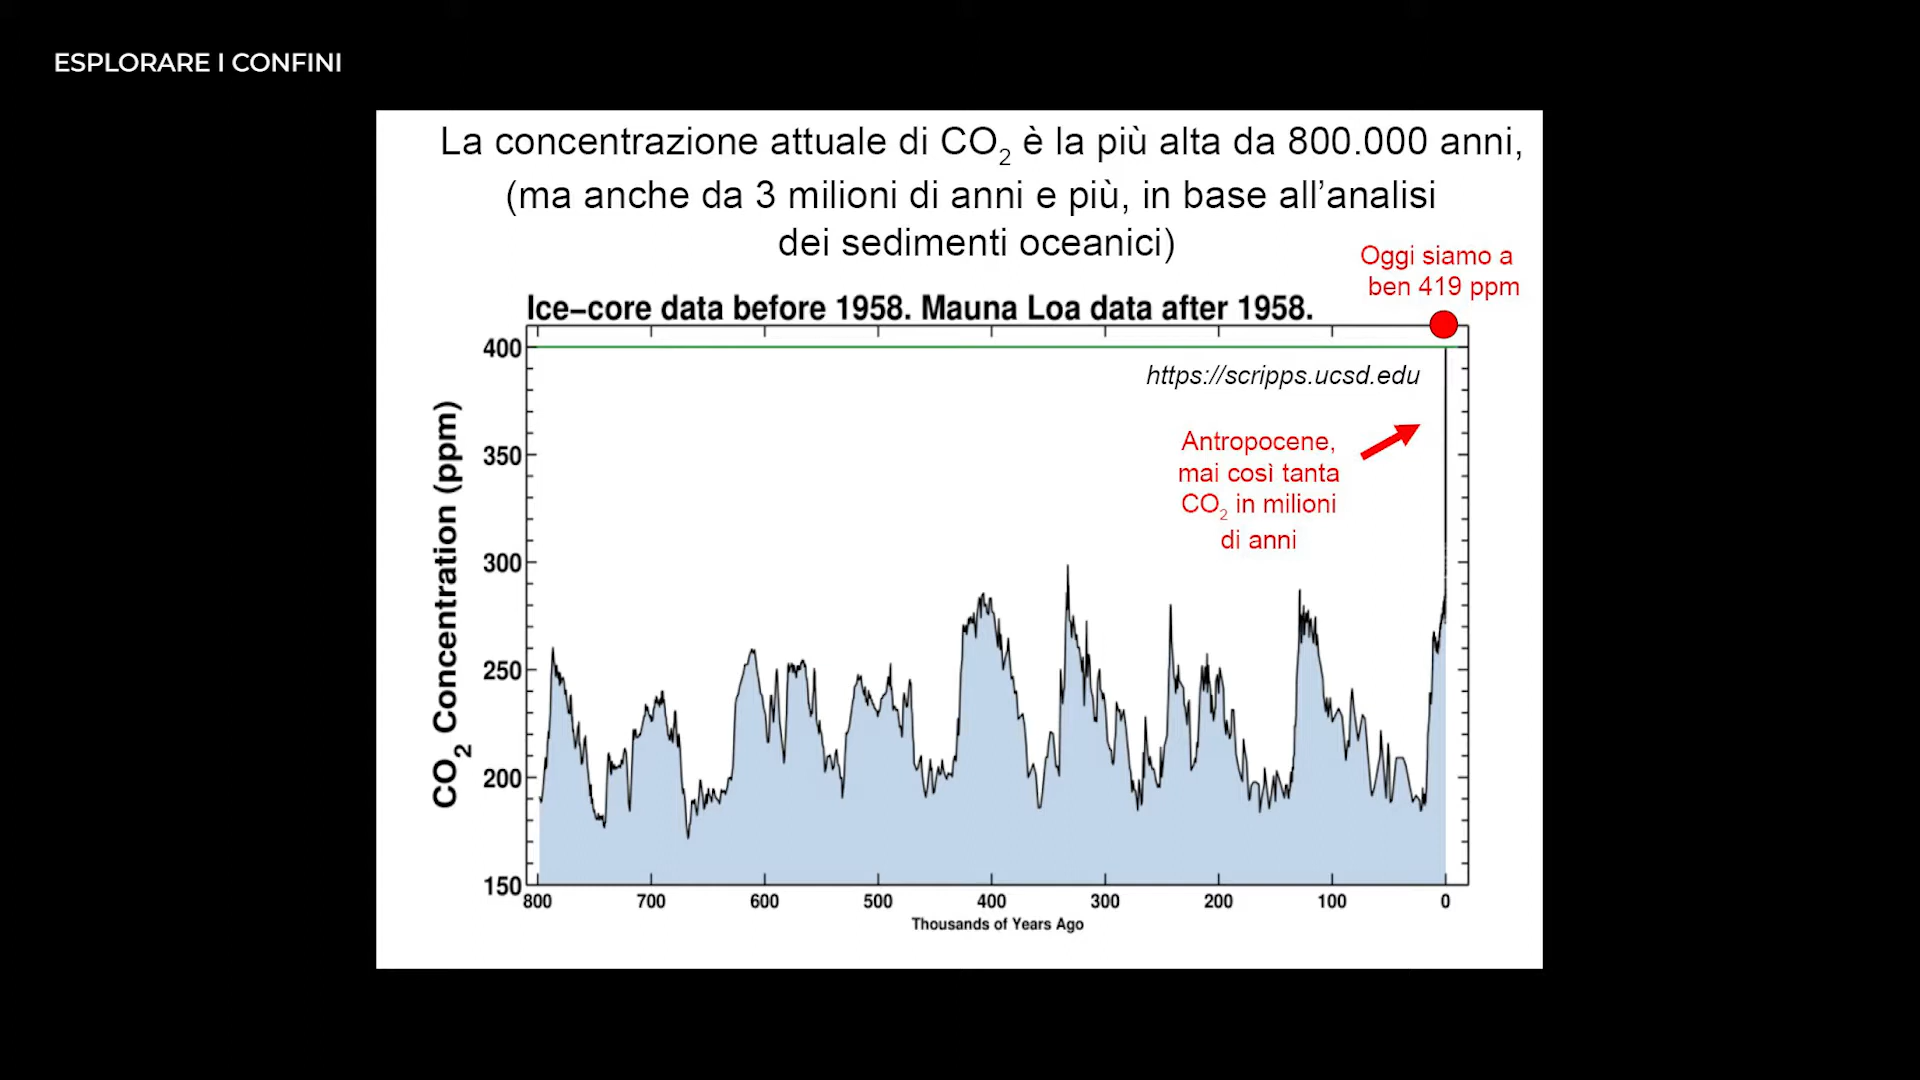 ESPLORARE I CONFINI
La concentrazione attuale di CO₂ è la più alta da 800.000 anni,
(ma anche da 3 milioni di anni e più, in base all’analisi
dei sedimenti oceanici)
Oggi siamo a
ben 419 ppm
Ice–core data before 1958. Mauna Loa data after 1958.
https://scripps.ucsd.edu
Antropocene,
mai così tanta
CO₂ in milioni
di anni
CO₂ Concentration (ppm)
400
350
300
250
200
150
800 700 600 500 400 300 200 100 0
Thousands of Years Ago